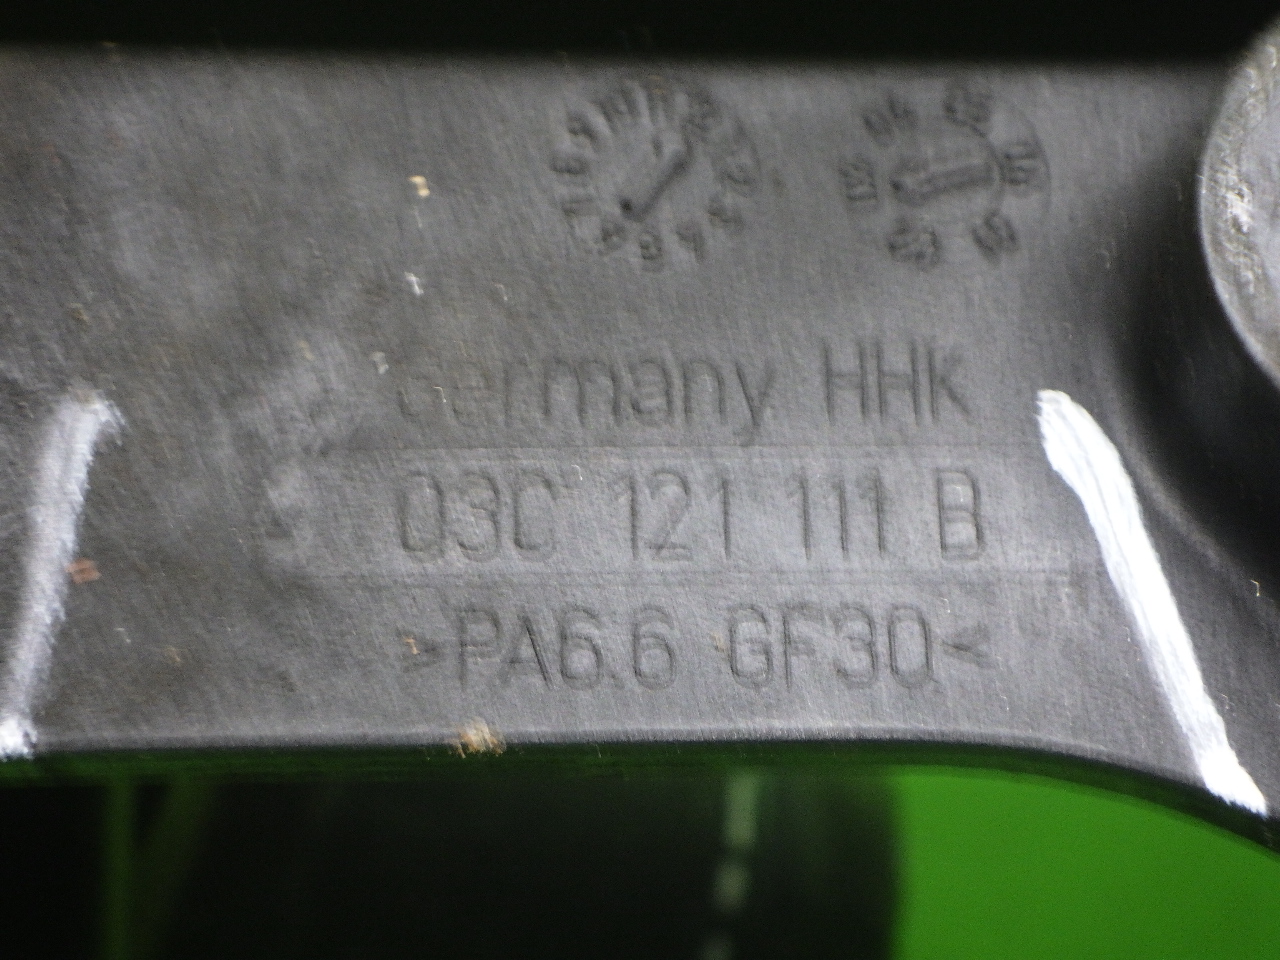 Germany HHK
03C 121 111 B
>PA6.6 GF30<